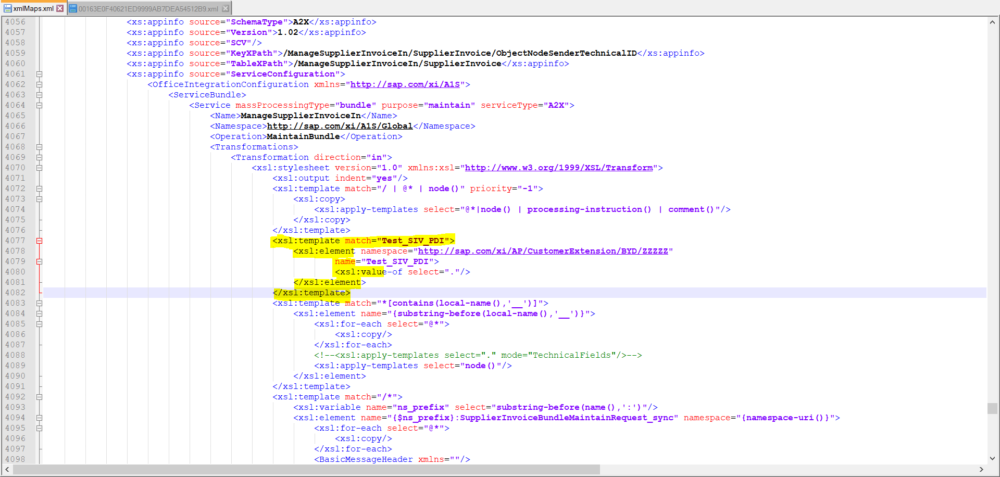 xmlMaps.xml 00163E0F40621ED9999AB7DEA54512B9.xml
4056 <xs:appinfo source="SchemaType">A2X</xs:appinfo>
4057 <xs:appinfo source="Version">1.02</xs:appinfo>
4058 <xs:appinfo source="SCV"/>
4059 <xs:appinfo source="KeyXPath">/ManageSupplierInvoiceIn/SupplierInvoice/ObjectNodeSenderTechnicalID</xs:appinfo>
4060 <xs:appinfo source="TableXPath">/ManageSupplierInvoiceIn/SupplierInvoice</xs:appinfo>
4061 <xs:appinfo source="ServiceConfiguration">
4062 <OfficeIntegrationConfiguration xmlns="http://sap.com/xi/A1S">
4063 <ServiceBundle>
4064 <Service massProcessingType="bundle" purpose="maintain" serviceType="A2X">
4065 <Name>ManageSupplierInvoiceIn</Name>
4066 <Namespace>http://sap.com/xi/A1S/Global</Namespace>
4067 <Operation>MaintainBundle</Operation>
4068 <Transformations>
4069 <Transformation direction="in">
4070 <xsl:stylesheet version="1.0" xmlns:xsl="http://www.w3.org/1999/XSL/Transform">
4071 <xsl:output indent="yes"/>
4072 <xsl:template match="/ | @* | node()" priority="-1">
4073 <xsl:copy>
4074 <xsl:apply-templates select="@*|node() | processing-instruction() | comment()"/>
4075 </xsl:copy>
4076 </xsl:template>
4077 <xsl:template match="Test_SIV_PDI">
4078 <xsl:element namespace="http://sap.com/xi/AP/CustomerExtension/BYD/ZZZZZ"
4079 name="Test_SIV_PDI">
4080 <xsl:value-of select="."/>
4081 </xsl:element>
4082 </xsl:template>
4083 <xsl:template match="*[contains(local-name(),'__')]">
4084 <xsl:element name="{substring-before(local-name(),'__')}">
4085 <xsl:for-each select="@*">
4086 <xsl:copy/>
4087 </xsl:for-each>
4088 <!--<xsl:apply-templates select="." mode="TechnicalFields"/>-->
4089 <xsl:apply-templates select="node()"/>
4090 </xsl:element>
4091 </xsl:template>
4092 <xsl:template match="/*">
4093 <xsl:variable name="ns_prefix" select="substring-before(name(),':')"/>
4094 <xsl:element name="{$ns_prefix}:SupplierInvoiceBundleMaintainRequest_sync" namespace="{namespace-uri()}">
4095 <xsl:for-each select="@*">
4096 <xsl:copy/>
4097 </xsl:for-each>
4098 <BasicMessageHeader xmlns=""/>